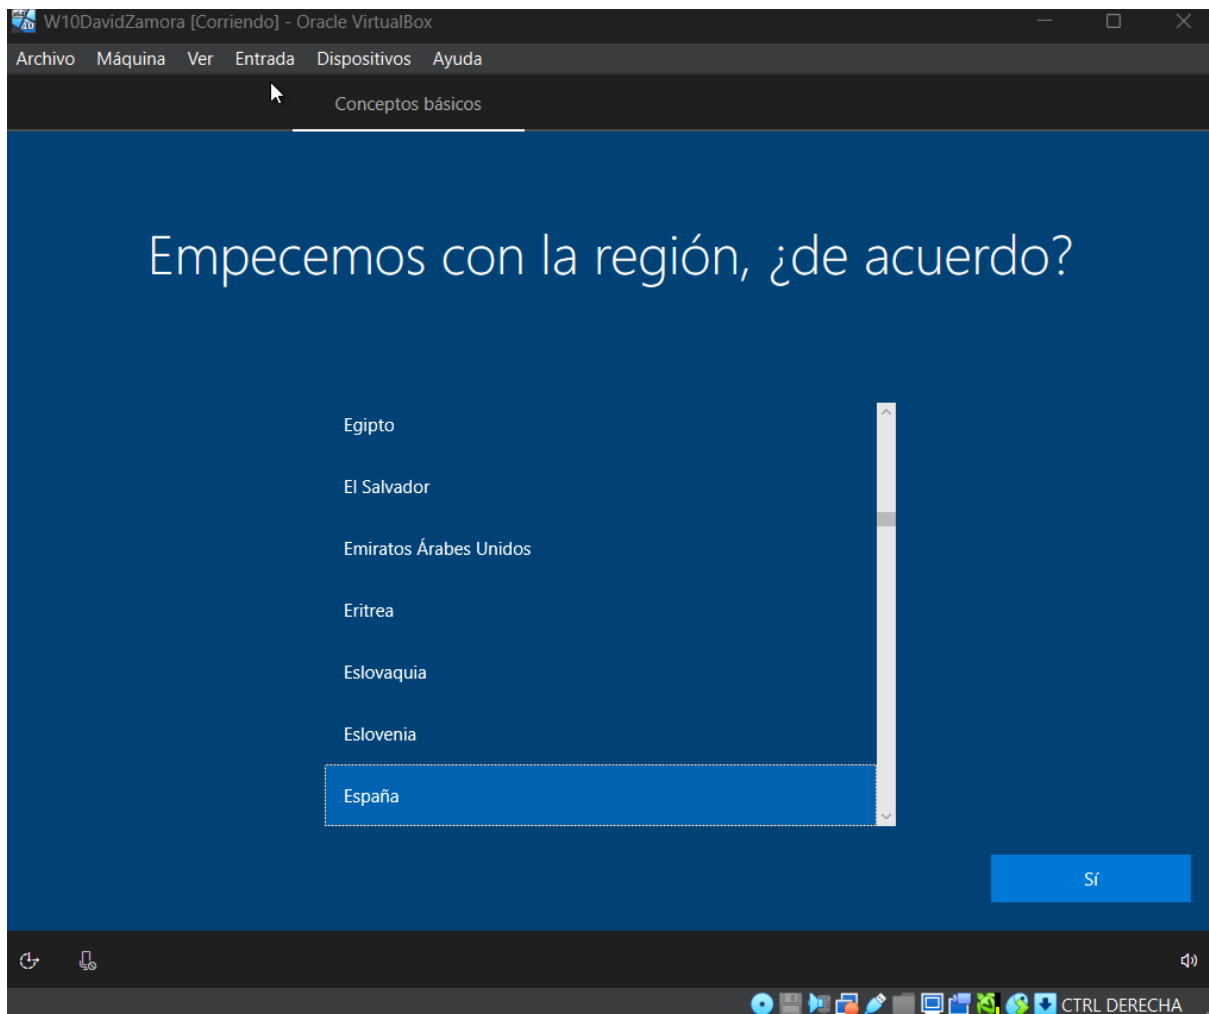 W10DavidZamora [Corriendo] - Oracle VirtualBox
Archivo Máquina Ver Entrada Dispositivos Ayuda
Conceptos básicos
Empecemos con la región, ¿de acuerdo?
Egipto
El Salvador
Emiratos Árabes Unidos
Eritrea
Eslovaquia
Eslovenia
España
Sí
CTRL DERECHA